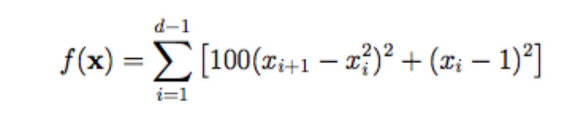 f(x) = \sum_{i=1}^{d-1} [100(x_{i+1} - x_i^2)^2 + (x_i - 1)^2]